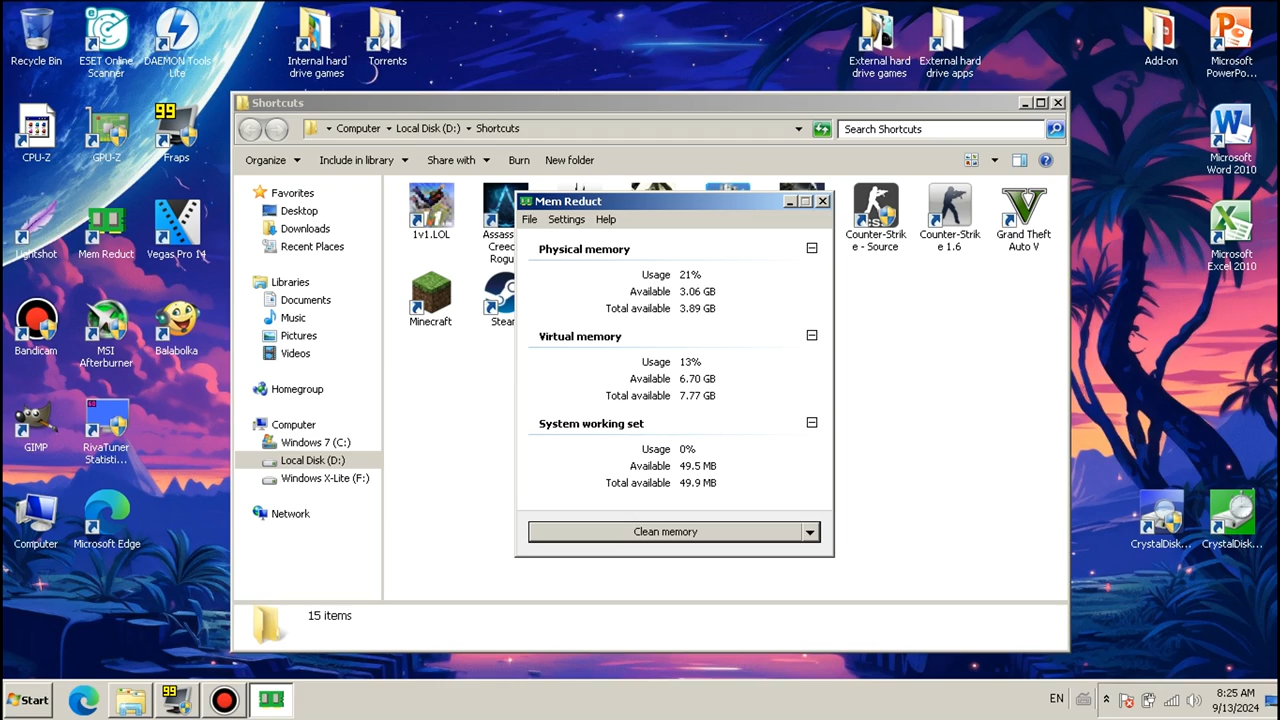 Recycle Bin
ESET Online
Scanner
DAEMON Tools
Lite
Internal hard
drive games
Torrents
External hard
drive games
External hard
drive apps
Add-on
Microsoft
PowerPo...
CPU-Z
GPU-Z
99
Fraps
Microsoft
Word 2010
Lightshot
Mem Reduct
Vegas Pro 14
Microsoft
Excel 2010
Bandicam
MSI
Afterburner
Balabolka
GIMP
RivaTuner
Statisti...
Computer
Microsoft Edge
CrystalDisk...
CrystalDisk...
Shortcuts
Computer
Local Disk (D:)
Shortcuts
Search Shortcuts
Organize
Include in library
Share with
Burn
New folder
Favorites
Desktop
Downloads
Recent Places
Libraries
Documents
Music
Pictures
Videos
Homegroup
Computer
Windows 7 (C:)
Local Disk (D:)
Windows X-Lite (F:)
Network
1v1.LOL
Counter-Strik
e - Source
Counter-Strik
e 1.6
Grand Theft
Auto V
Minecraft
15 items
Mem Reduct
File
Settings
Help
Physical memory
Usage 21%
Available 3.06 GB
Total available 3.89 GB
Virtual memory
Usage 13%
Available 6.70 GB
Total available 7.77 GB
System working set
Usage 0%
Available 49.5 MB
Total available 49.9 MB
Clean memory
Start
99
EN
8:25 AM
9/13/2024